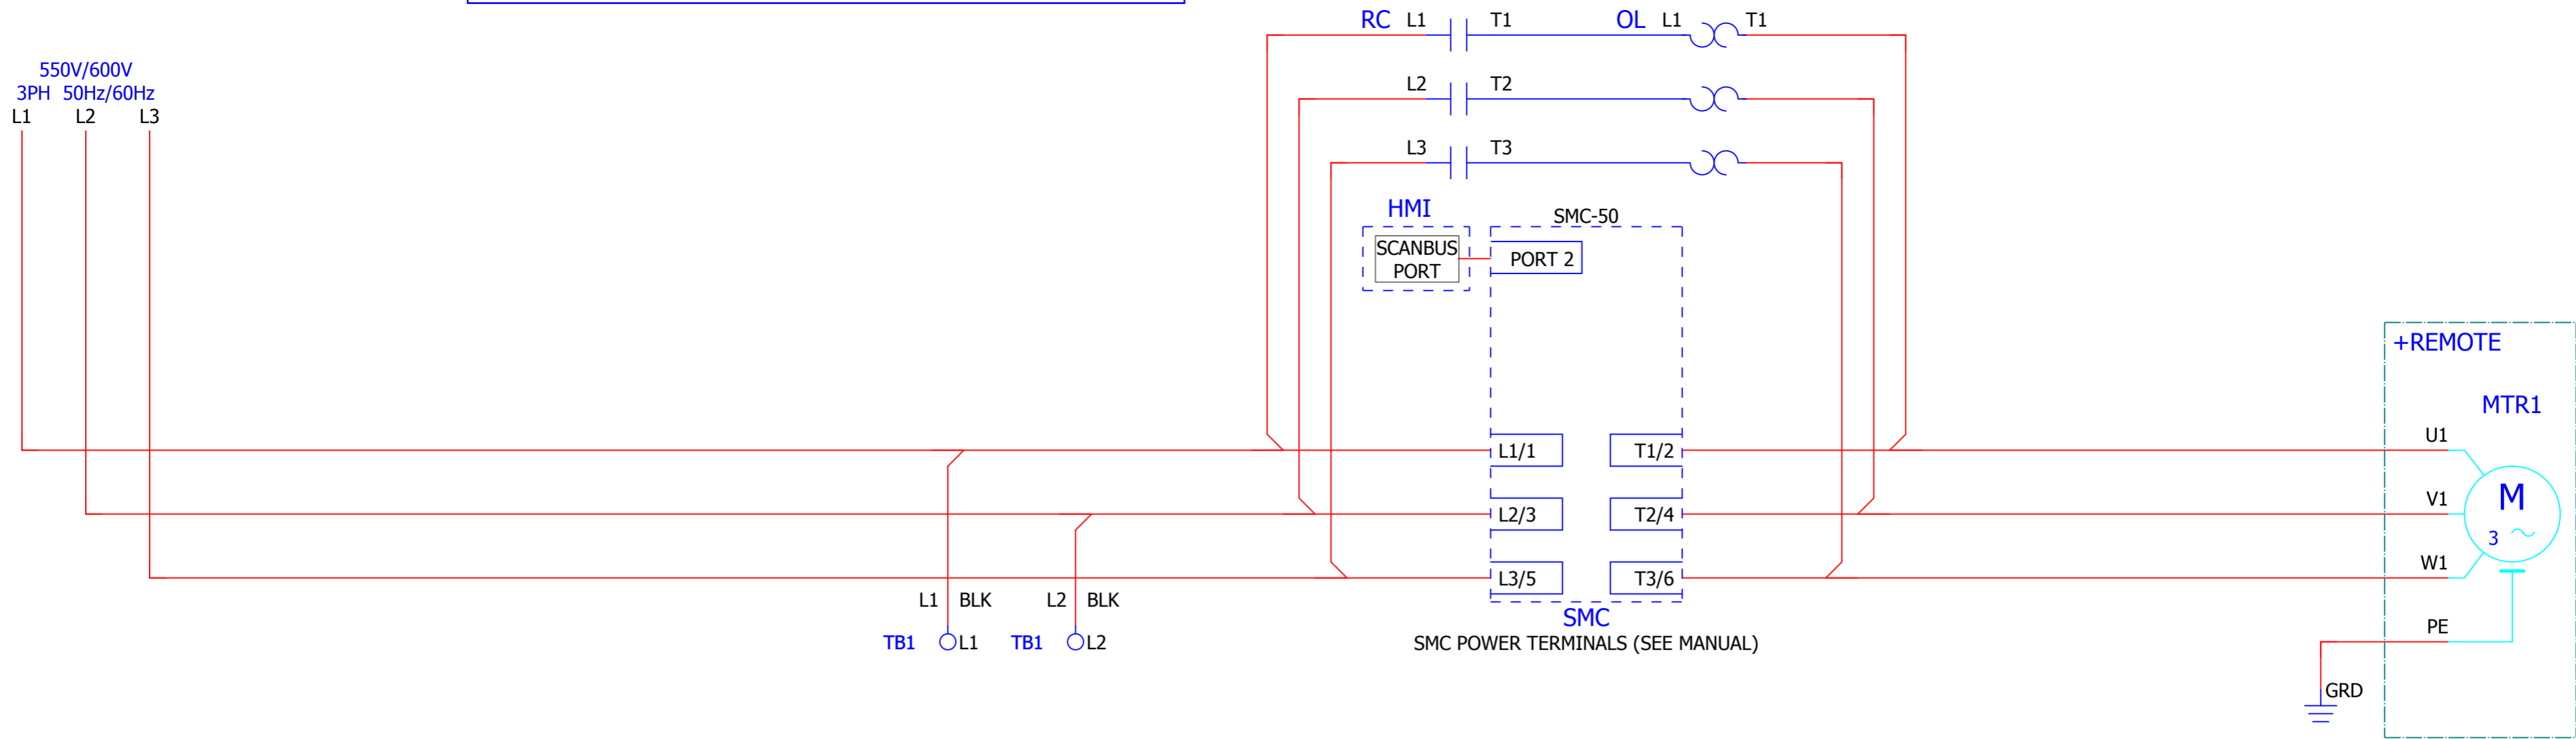 RC L1 T1 OL L1 T1
550V/600V
3PH 50Hz/60Hz
L1 L2 L3
L2 T2
L3 T3
HMI
SMC-50
SCANBUS
PORT
PORT 2
+REMOTE
MTR1
U1
L1/1 T1/2
V1
M
3
L2/3 T2/4
W1
L3/5 T3/6
L1 BLK L2 BLK
SMC
PE
TB1 L1 TB1 L2
SMC POWER TERMINALS (SEE MANUAL)
GRD